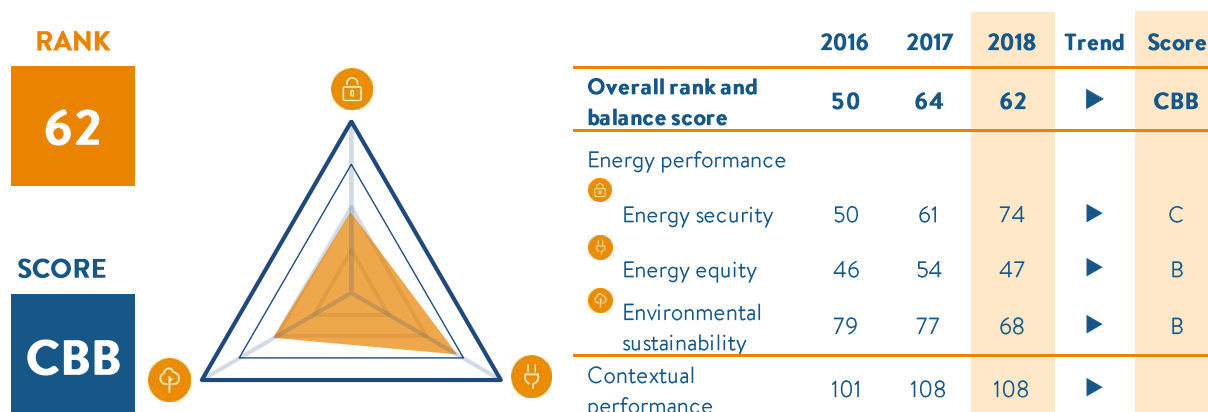 RANK
62
SCORE
CBB
2016 2017 2018 Trend Score
Overall rank and
balance score 50 64 62 CBB
Energy performance
Energy security 50 61 74 C
Energy equity 46 54 47 B
Environmental
sustainability 79 77 68 B
Contextual
performance 101 108 108